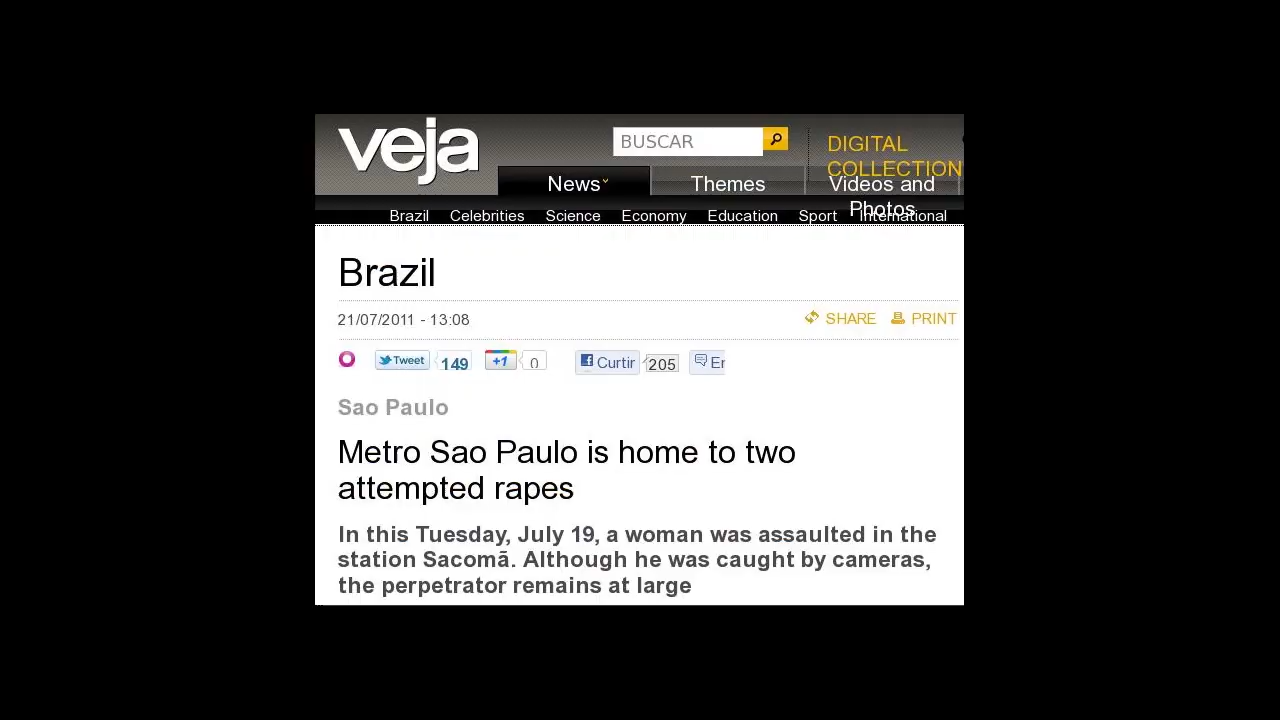 veja
BUSCAR
DIGITAL
COLLECTION
News
Themes
Videos and
Photos
Brazil Celebrities Science Economy Education Sport International
Brazil
21/07/2011 - 13:08
SHARE PRINT
Tweet 149 +1 0 Curtir 205 Er
Sao Paulo
Metro Sao Paulo is home to two
attempted rapes
In this Tuesday, July 19, a woman was assaulted in the
station Sacomã. Although he was caught by cameras,
the perpetrator remains at large